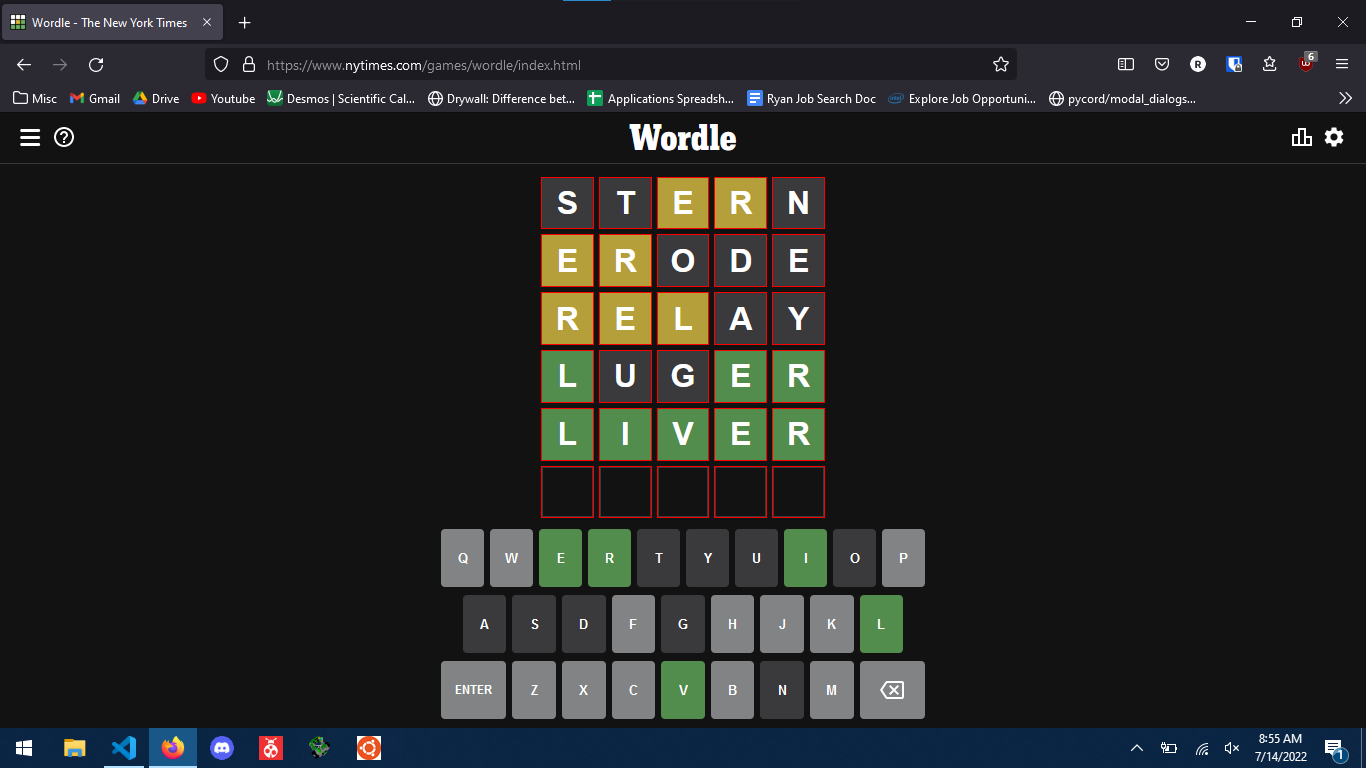 Wordle - The New York Times
https://www.nytimes.com/games/wordle/index.html
6
Misc Gmail Drive Youtube Desmos | Scientific Cal... Drywall: Difference bet... Applications Spreadsh... Ryan Job Search Doc Explore Job Opportuni... pycord/modal_dialogs...
Wordle
S T E R N
E R O D E
R E L A Y
L U G E R
L I V E R
Q W E R T Y U I O P
A S D F G H J K L
ENTER Z X C V B N M
8:55 AM
7/14/2022
1